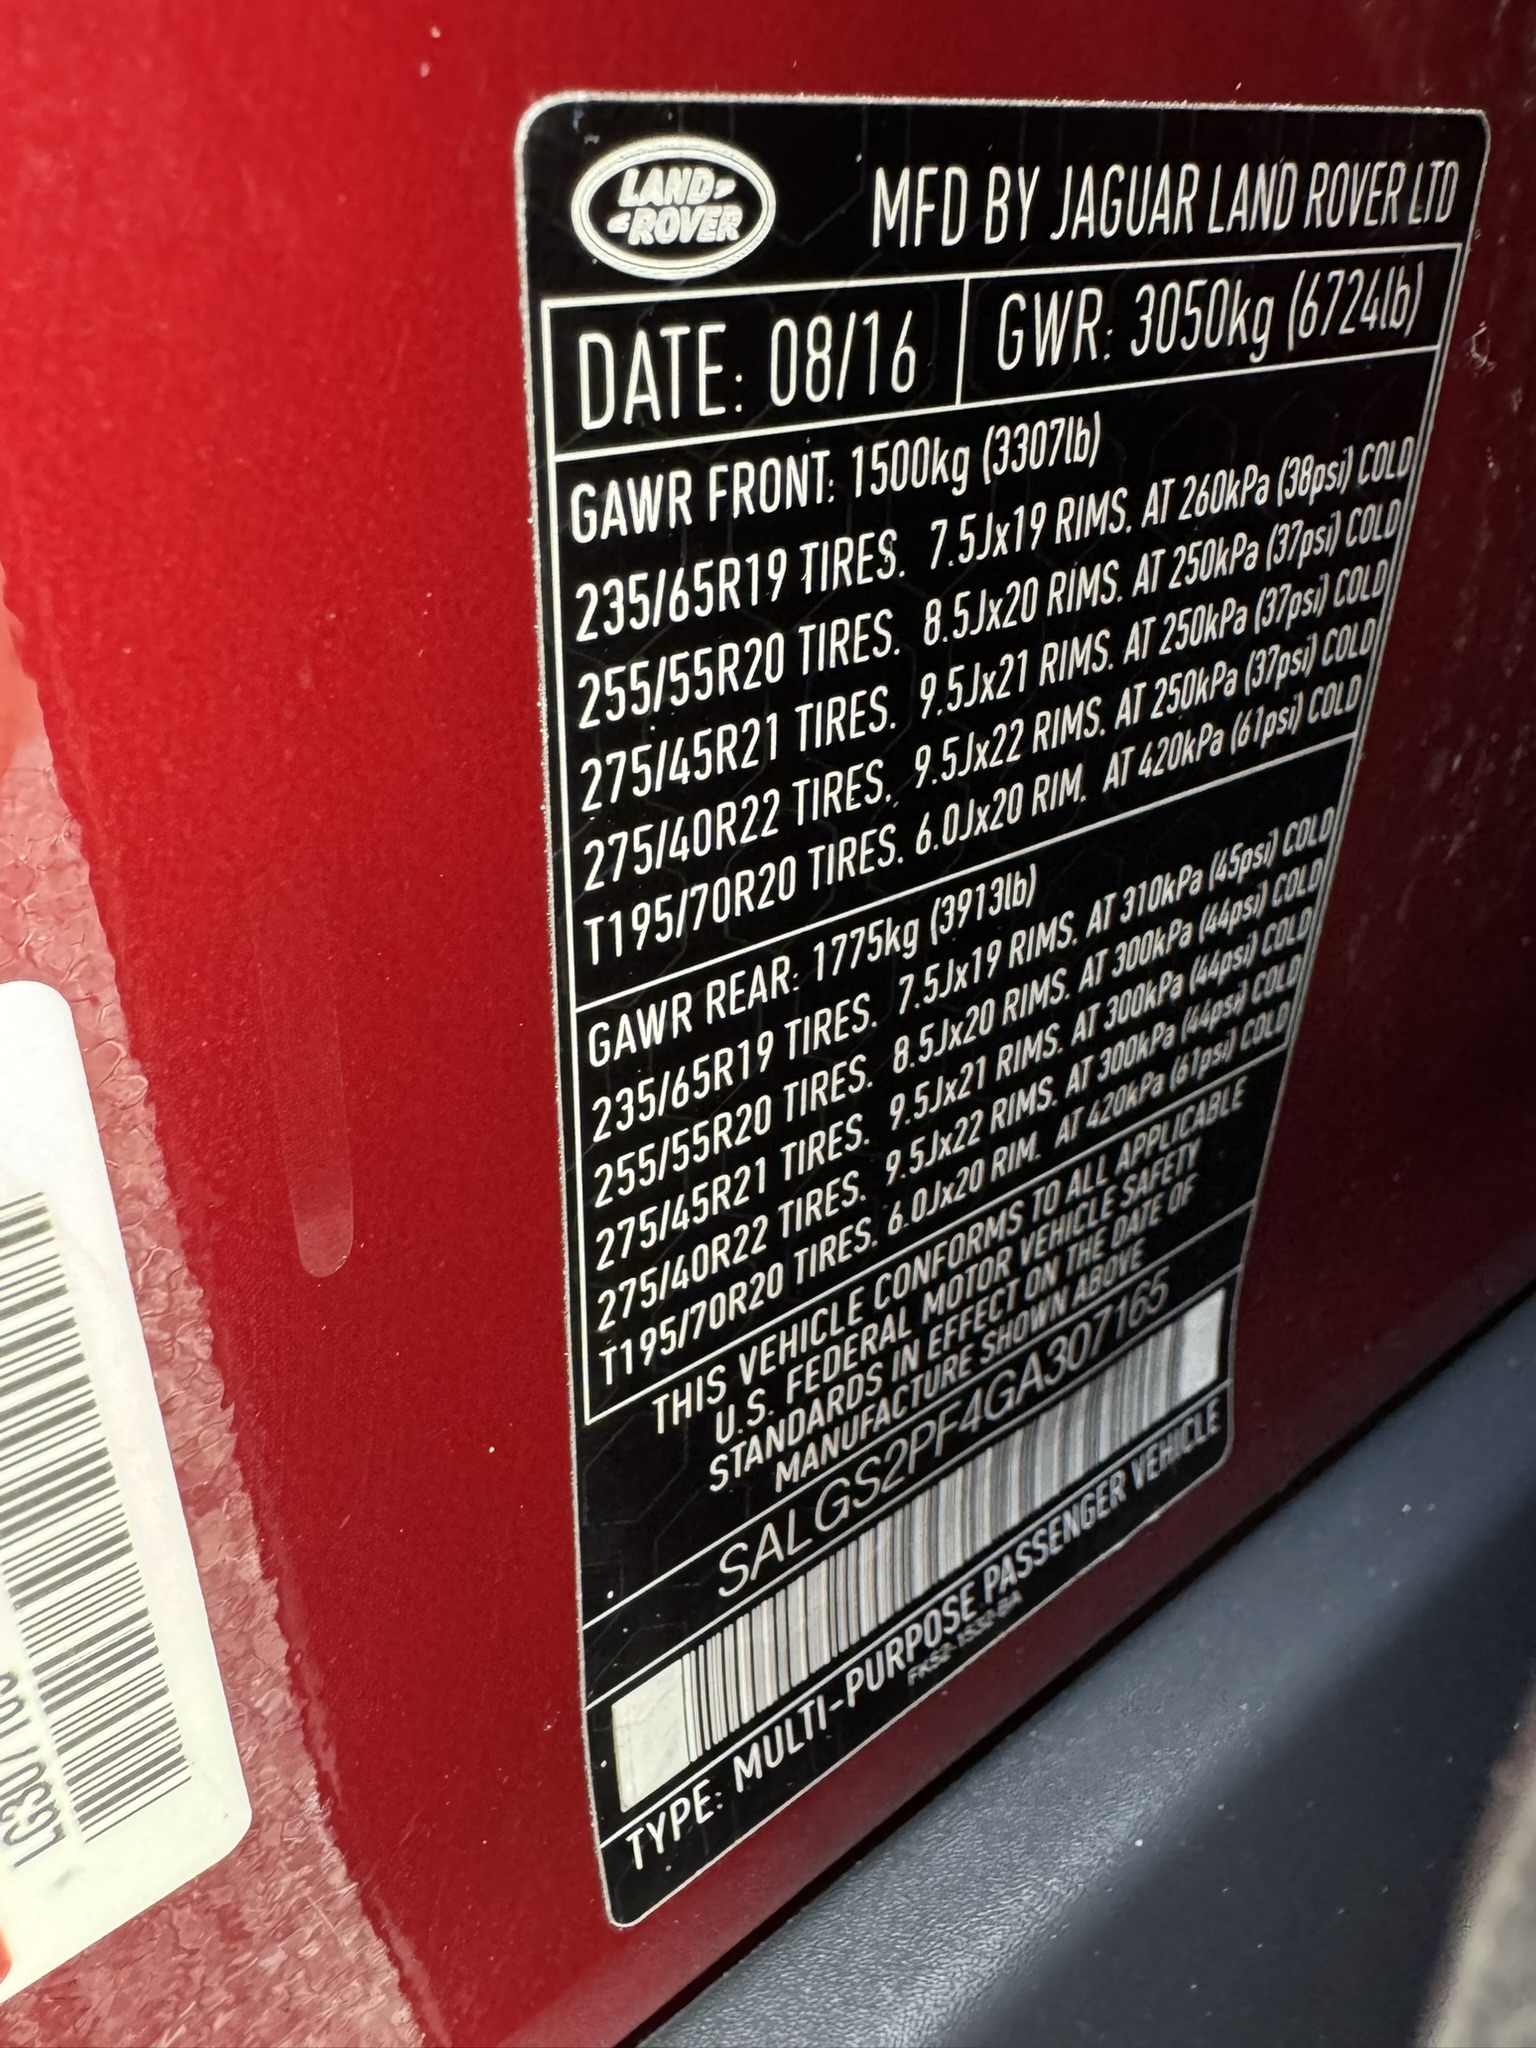 LAND ROVER
MFD BY JAGUAR LAND ROVER LTD
DATE: 08/16
GWR: 3050kg (6724lb)
GAWR FRONT: 1500kg (3307lb)
235/65R19 TIRES. 7.5Jx19 RIMS. AT 260kPa (38psi) COLD
255/55R20 TIRES. 8.5Jx20 RIMS. AT 250kPa (37psi) COLD
275/45R21 TIRES. 9.5Jx21 RIMS. AT 250kPa (37psi) COLD
275/40R22 TIRES. 9.5Jx22 RIMS. AT 250kPa (37psi) COLD
T195/70R20 TIRES. 6.0Jx20 RIM. AT 420kPa (61psi) COLD
GAWR REAR: 1775kg (3913lb)
235/65R19 TIRES. 7.5Jx19 RIMS. AT 310kPa (45psi) COLD
255/55R20 TIRES. 8.5Jx20 RIMS. AT 300kPa (44psi) COLD
275/45R21 TIRES. 9.5Jx21 RIMS. AT 300kPa (44psi) COLD
275/40R22 TIRES. 9.5Jx22 RIMS. AT 300kPa (44psi) COLD
T195/70R20 TIRES. 6.0Jx20 RIM. AT 420kPa (61psi) COLD
THIS VEHICLE CONFORMS TO ALL APPLICABLE
U.S. FEDERAL MOTOR VEHICLE SAFETY
STANDARDS IN EFFECT ON THE DATE OF
MANUFACTURE SHOWN ABOVE
SALGS2PF4GA307165
TYPE: MULTI-PURPOSE PASSENGER VEHICLE